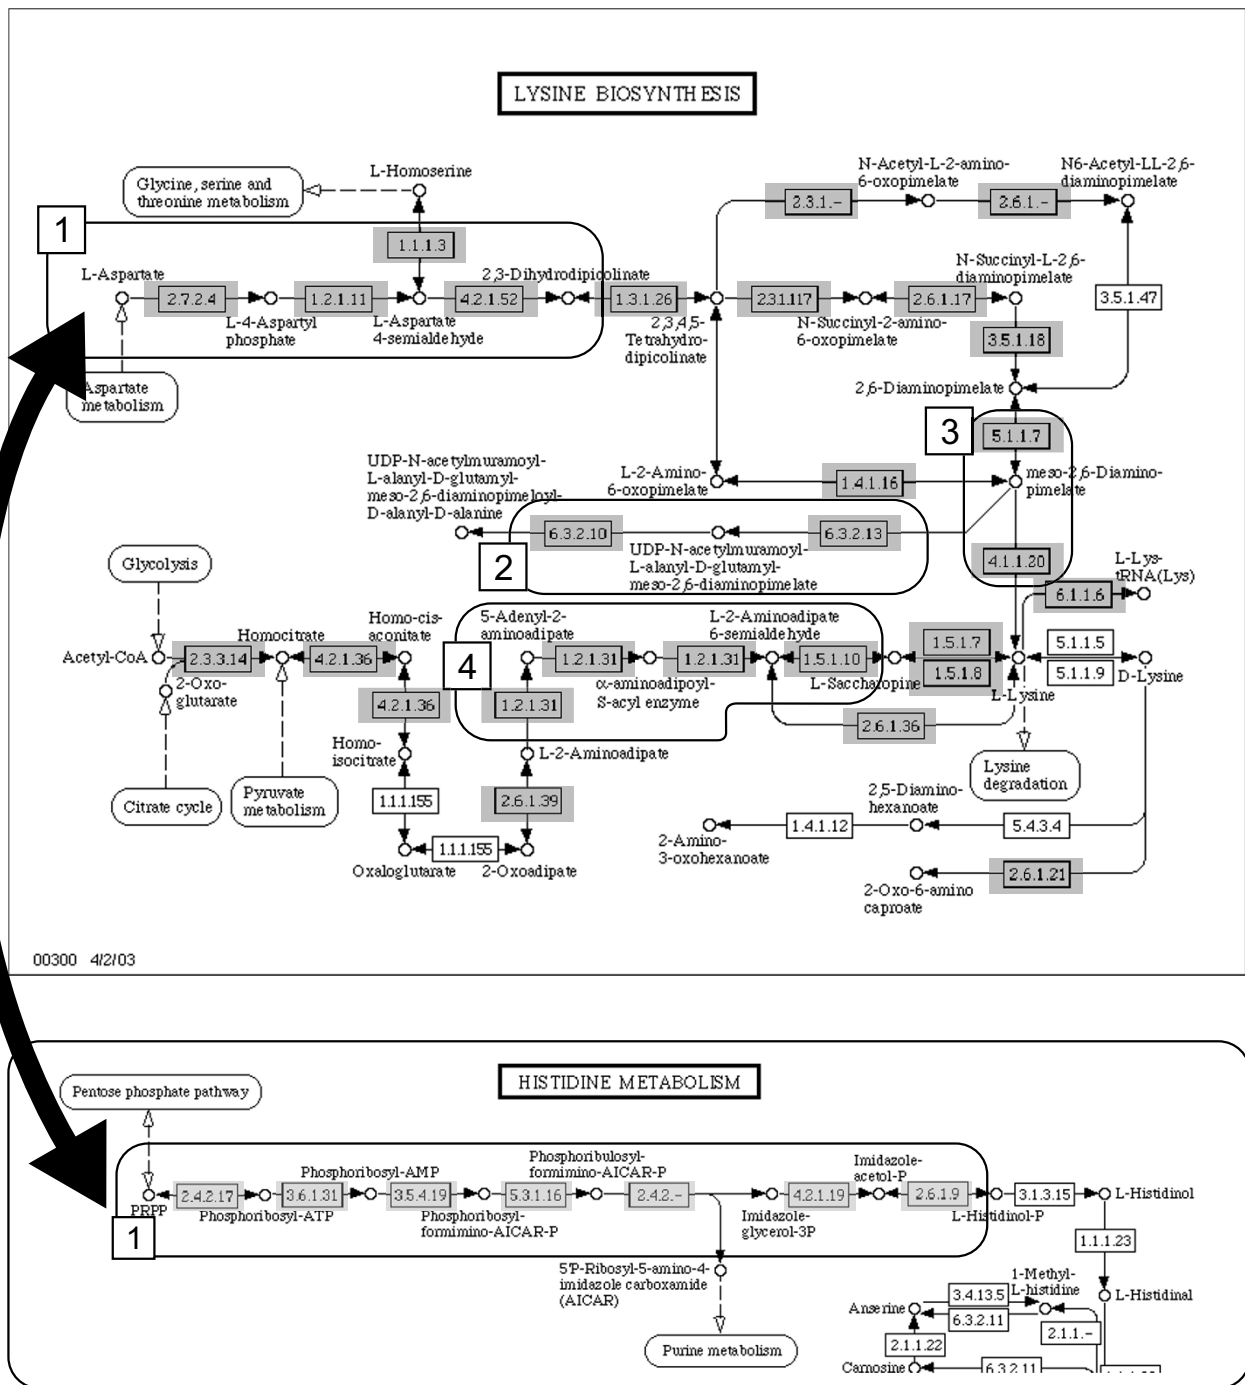 LYSINE BIOSYNTHESIS
Glycine, serine and
threonine metabolism
L-Homoserine
N-Acetyl-L-2-amino-
6-oxopimelate
N6-Acetyl-LL-2,6-
diaminopimelate
2.3.1.-
2.6.1.-
1
1.1.1.3
L-Aspartate
2,3-Dihydrodipicolinate
N-Succinyl-L-2,6-
diaminopimelate
2.7.2.4
1.2.1.11
4.2.1.52
1.3.1.26
2.3.1.117
2.6.1.17
3.5.1.47
L-4-Aspartyl
phosphate
L-Aspartate
4-semialdehyde
2,3,4,5-
Tetrahydro-
dipicolinate
N-Succinyl-2-amino-
6-oxopimelate
3.5.1.18
Aspartate
metabolism
2,6-Diaminopimelate
3
5.1.1.7
UDP-N-acetylmuramoyl-
L-alanyl-D-glutamyl-
meso-2,6-diaminopimeloyl-
D-alanyl-D-alanine
L-2-Amino-
6-oxopimelate
1.4.1.16
meso-2,6-Diamino-
pimelate
6.3.2.10
6.3.2.13
2
UDP-N-acetylmuramoyl-
L-alanyl-D-glutamyl-
meso-2,6-diaminopimelate
4.1.1.20
L-Lys-
tRNA(Lys)
6.1.1.6
Glycolysis
Homo-cis-
aconitate
5-Adenyl-2-
aminoadipate
L-2-Aminoadipate
6-semialdehyde
Homocitrate
Acetyl-CoA
2.3.3.14
4.2.1.36
4
1.2.1.31
1.2.1.31
1.5.1.10
1.5.1.7
1.5.1.8
5.1.1.5
5.1.1.9
D-Lysine
2-Oxo-
glutarate
α-aminoadipoyl-
S-acyl enzyme
L-Saccharopine
L-Lysine
4.2.1.36
1.2.1.31
2.6.1.36
Homo-
isocitrate
L-2-Aminoadipate
Lysine
degradation
Citrate cycle
Pyruvate
metabolism
1.1.1.155
2.6.1.39
2,5-Diamino-
hexanoate
1.4.1.12
5.4.3.4
2-Amino-
3-oxohexanoate
1.1.1.155
Oxaloglutarate
2-Oxoadipate
2.6.1.21
2-Oxo-6-amino
caproate
00300 4/2/03
HISTIDINE METABOLISM
Pentose phosphate pathway
Phosphoribosyl-AMP
Phosphoribulosyl-
formimino-AICAR-P
Imidazole-
acetol-P
2.4.2.17
3.6.1.31
3.5.4.19
5.3.1.16
2.4.2.-
4.2.1.19
2.6.1.9
3.1.3.15
L-Histidinol
PRPP
Phosphoribosyl-ATP
Phosphoribosyl-
formimino-AICAR-P
Imidazole-
glycerol-3P
L-Histidinol-P
1
1.1.1.23
5'P-Ribosyl-5-amino-4-
imidazole carboxamide
(AICAR)
1-Methyl-
L-histidine
3.4.13.5
L-Histidinal
Anserine
6.3.2.11
2.1.1.-
2.1.1.22
Purine metabolism
Carnosine
6.3.2.11